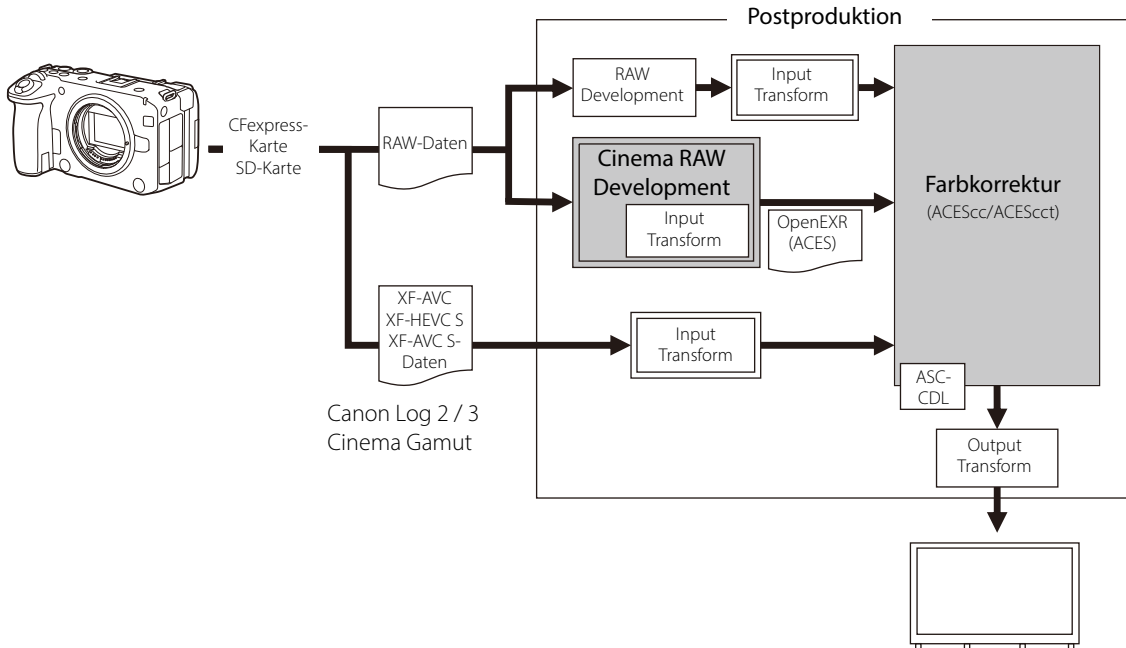 Postproduktion
CFexpress-
Karte
SD-Karte
RAW-Daten
RAW
Development
Input
Transform
Cinema RAW
Development
Input
Transform
OpenEXR
(ACES)
Farbkorrektur
(ACEScc/ACEScct)
XF-AVC
XF-HEVC S
XF-AVC S-
Daten
Input
Transform
Canon Log 2 / 3
Cinema Gamut
ASC-
CDL
Output
Transform